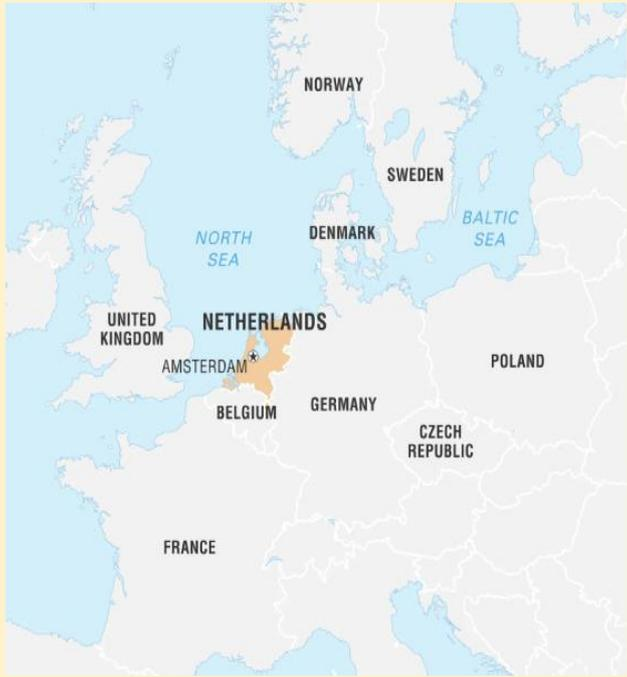 NORWAY
SWEDEN
DENMARK
BALTIC
SEA
NORTH
SEA
UNITED
KINGDOM
NETHERLANDS
AMSTERDAM
POLAND
BELGIUM
GERMANY
CZECH
REPUBLIC
FRANCE